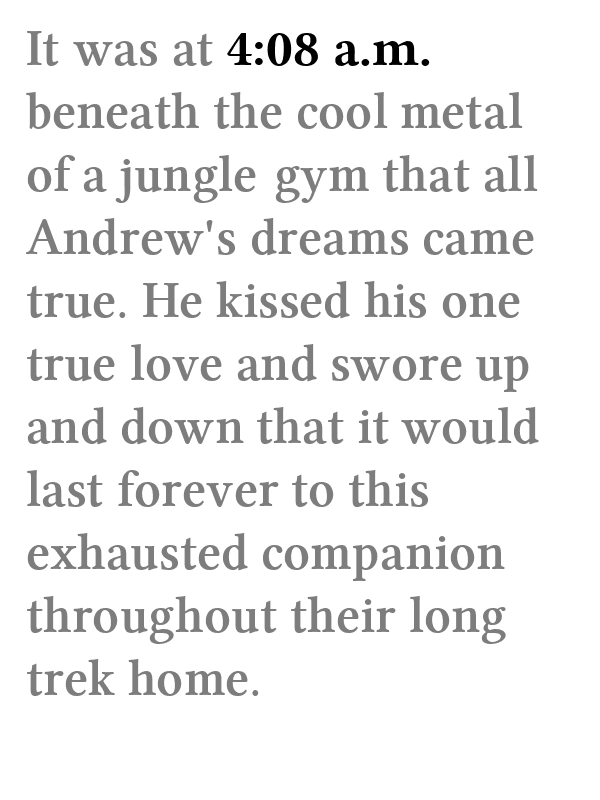 It was at 4:08 a.m.
beneath the cool metal
of a jungle gym that all
Andrew's dreams came
true. He kissed his one
true love and swore up
and down that it would
last forever to this
exhausted companion
throughout their long
trek home.